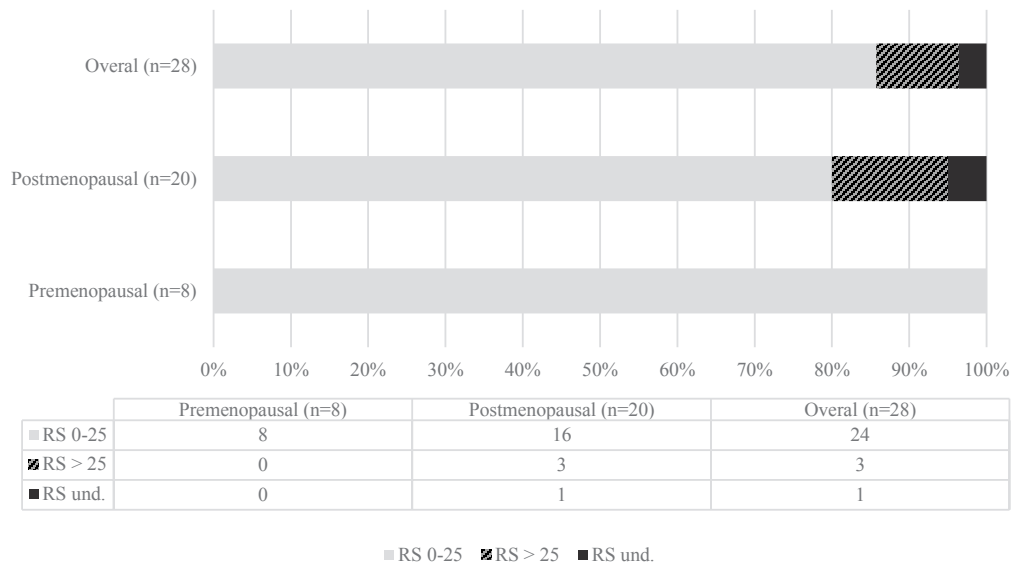 Overal (n=28)
Postmenopausal (n=20)
Premenopausal (n=8)
0% 10% 20% 30% 40% 50% 60% 70% 80% 90% 100%
Premenopausal (n=8) Postmenopausal (n=20) Overal (n=28)
RS 0-25 8 16 24
RS > 25 0 3 3
RS und. 0 1 1
RS 0-25 RS > 25 RS und.